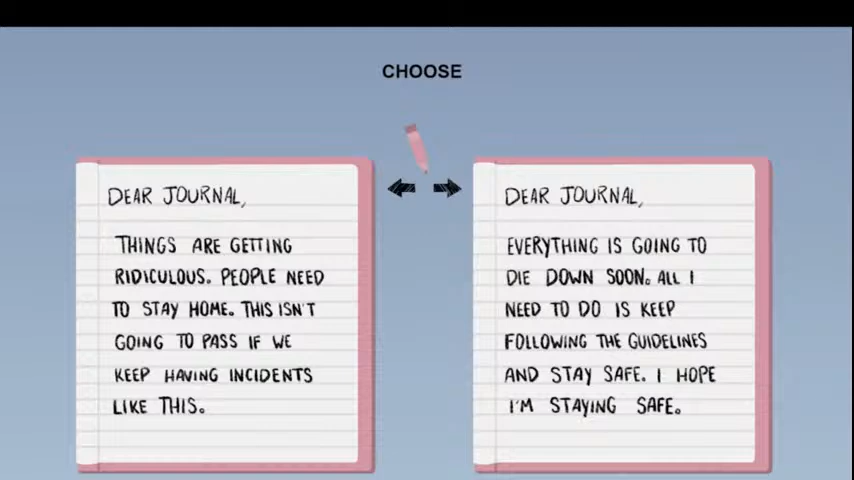 CHOOSE
DEAR JOURNAL,
THINGS ARE GETTING
RIDICULOUS. PEOPLE NEED
TO STAY HOME. THIS ISN'T
GOING TO PASS IF WE
KEEP HAVING INCIDENTS
LIKE THIS.
DEAR JOURNAL,
EVERYTHING IS GOING TO
DIE DOWN SOON. ALL I
NEED TO DO IS KEEP
FOLLOWING THE GUIDELINES
AND STAY SAFE. I HOPE
I'M STAYING SAFE.